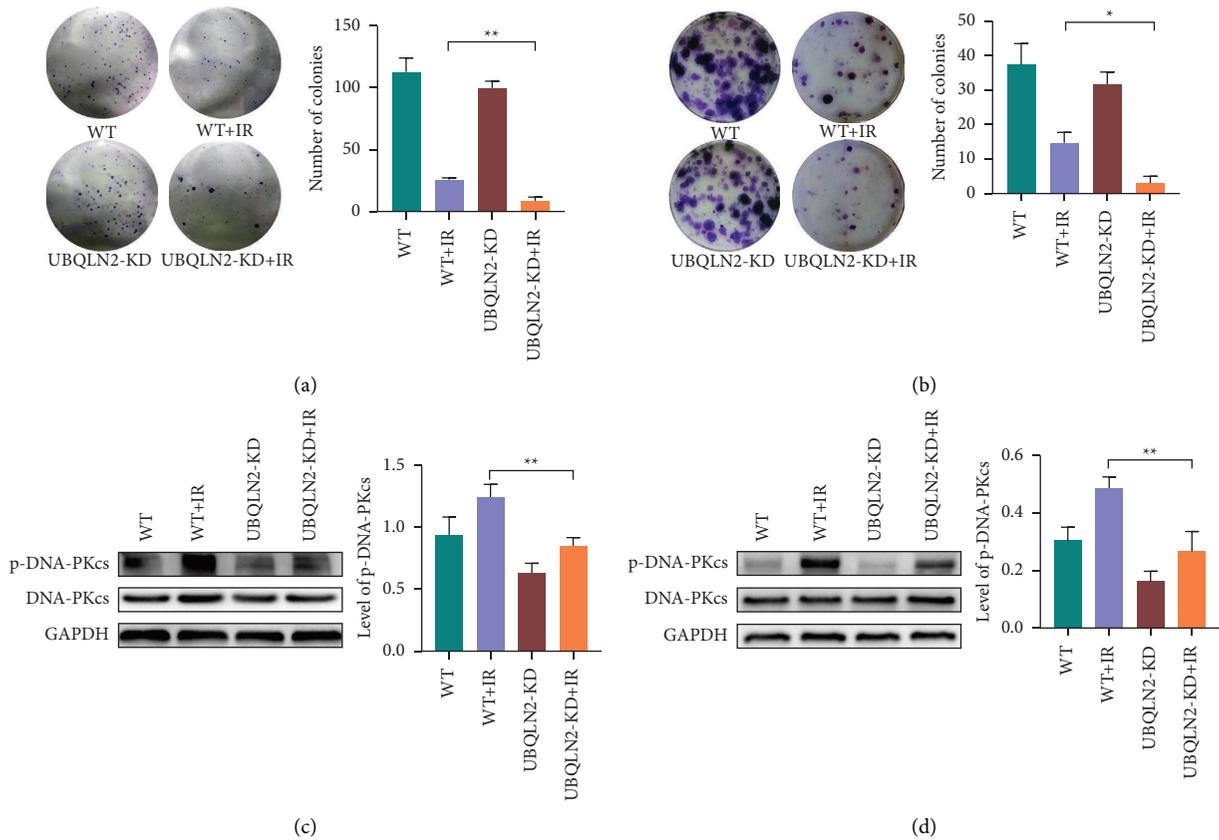 WT
WT+IR
UBQLN2-KD
UBQLN2-KD+IR
Number of colonies
150
100
50
0
**
WT
WT+IR
UBQLN2-KD
UBQLN2-KD+IR
(a)
WT
WT+IR
UBQLN2-KD
UBQLN2-KD+IR
Number of colonies
50
40
30
20
10
0
*
WT
WT+IR
UBQLN2-KD
UBQLN2-KD+IR
(b)
WT
WT+IR
UBQLN2-KD
UBQLN2-KD+IR
p-DNA-PKcs
DNA-PKcs
GAPDH
Level of p-DNA-PKcs
1.5
1.0
0.5
0.0
**
WT
WT+IR
UBQLN2-KD
UBQLN2-KD+IR
(c)
WT
WT+IR
UBQLN2-KD
UBQLN2-KD+IR
p-DNA-PKcs
DNA-PKcs
GAPDH
Level of p-DNA-PKcs
0.6
0.4
0.2
0.0
**
WT
WT+IR
UBQLN2-KD
UBQLN2-KD+IR
(d)